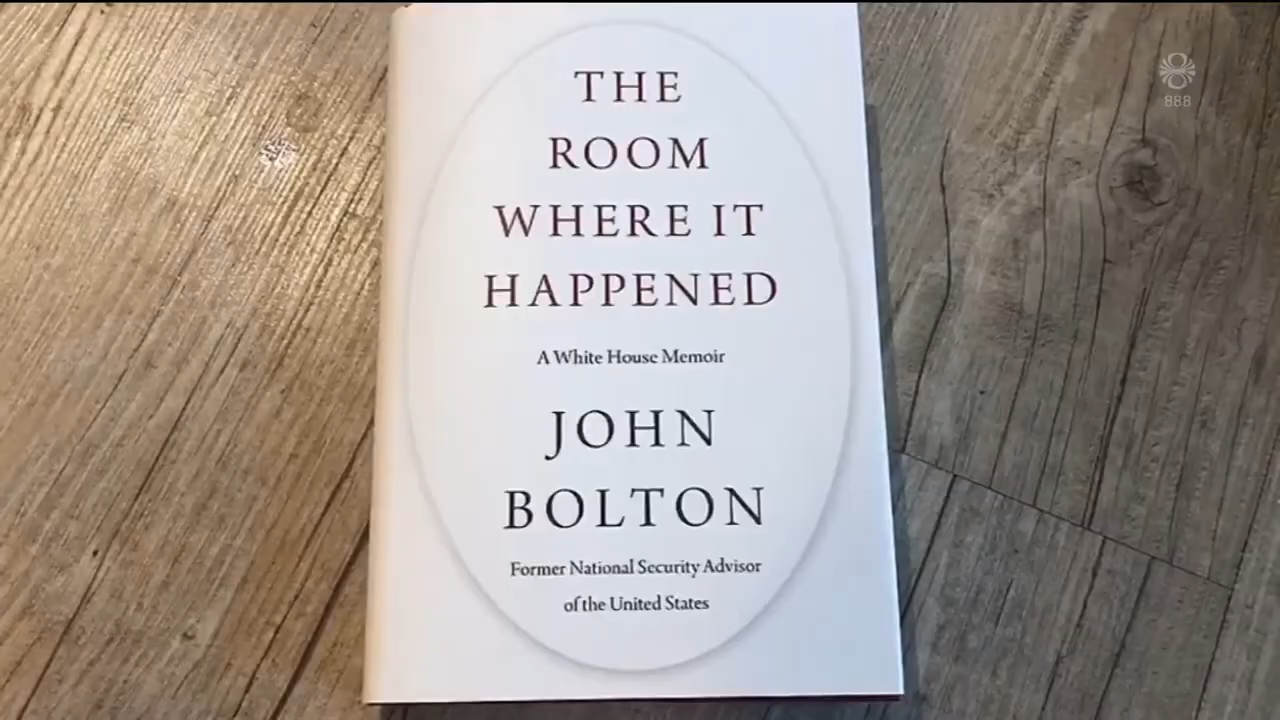 THE
ROOM
WHERE IT
HAPPENED
A White House Memoir
JOHN
BOLTON
Former National Security Advisor
of the United States
888